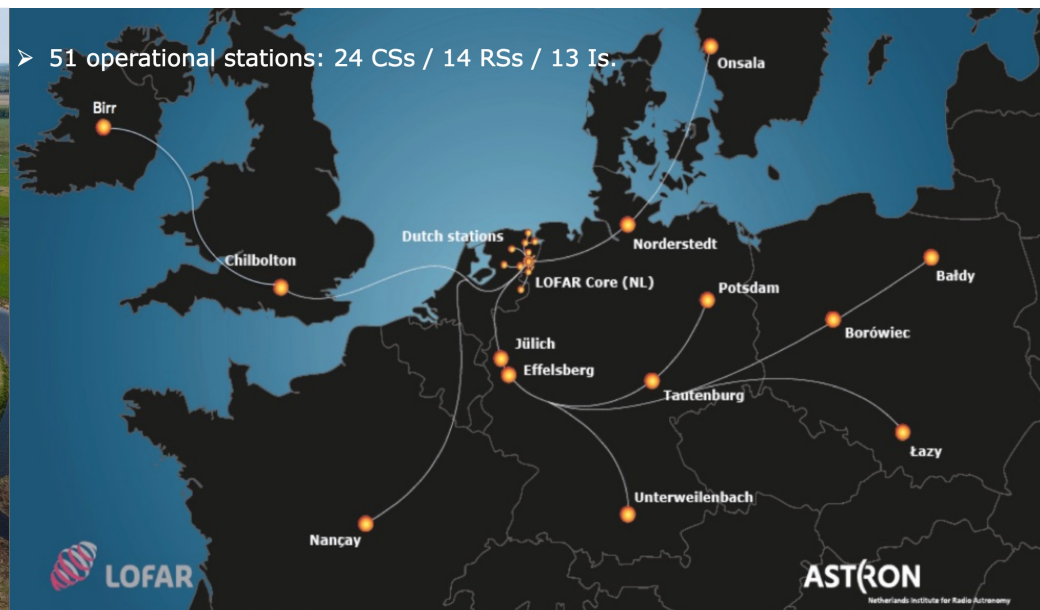 ➢ 51 operational stations: 24 CSs / 14 RSs / 13 Is.
Onsala
Birr
Dutch stations
Norderstedt
Chilbolton
LOFAR Core (NL)
Bałdy
Potsdam
Borówiec
Jülich
Effelsberg
Tautenburg
Łazy
Unterweilenbach
Nançay
LOFAR
ASTRON
Netherlands Institute for Radio Astronomy